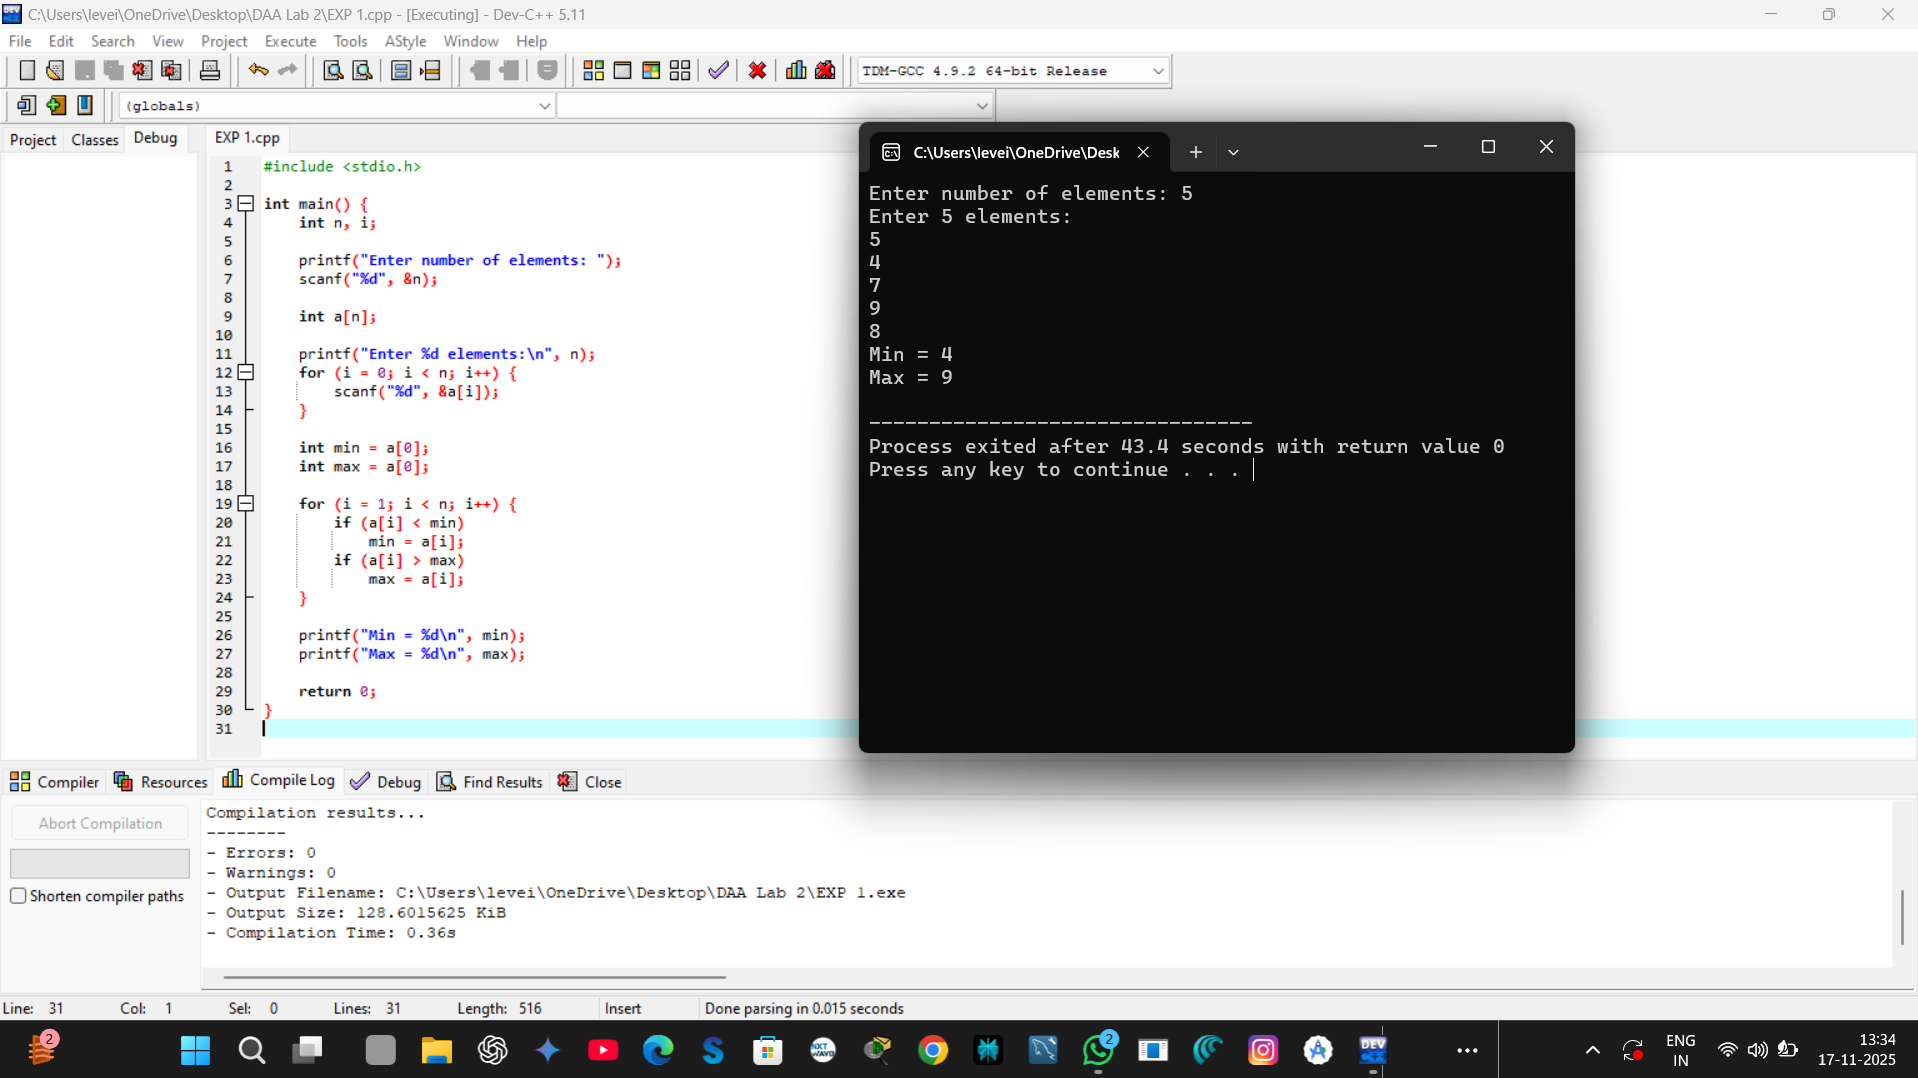 C:\Users\levei\OneDrive\Desktop\DAA Lab 2\EXP 1.cpp - [Executing] - Dev-C++ 5.11
File Edit Search View Project Execute Tools AStyle Window Help
TDM-GCC 4.9.2 64-bit Release
(globals)
Project Classes Debug
EXP 1.cpp
1 #include <stdio.h>
2
3 int main() {
4 int n, i;
5
6 printf("Enter number of elements: ");
7 scanf("%d", &n);
8
9 int a[n];
10
11 printf("Enter %d elements:\n", n);
12 for (i = 0; i < n; i++) {
13 scanf("%d", &a[i]);
14 }
15
16 int min = a[0];
17 int max = a[0];
18
19 for (i = 1; i < n; i++) {
20 if (a[i] < min)
21 min = a[i];
22 if (a[i] > max)
23 max = a[i];
24 }
25
26 printf("Min = %d\n", min);
27 printf("Max = %d\n", max);
28
29 return 0;
30 }
31
C:\Users\levei\OneDrive\Desk
Enter number of elements: 5
Enter 5 elements:
5
4
7
9
8
Min = 4
Max = 9
--------------------------------
Process exited after 43.4 seconds with return value 0
Press any key to continue . . .
Compiler Resources Compile Log Debug Find Results Close
Abort Compilation
Shorten compiler paths
Compilation results...
--------
- Errors: 0
- Warnings: 0
- Output Filename: C:\Users\levei\OneDrive\Desktop\DAA Lab 2\EXP 1.exe
- Output Size: 128.6015625 KiB
- Compilation Time: 0.36s
Line: 31 Col: 1 Sel: 0 Lines: 31 Length: 516 Insert Done parsing in 0.015 seconds
2
NXT
WAVE
2
DEV
C++
ENG
IN
13:34
17-11-2025